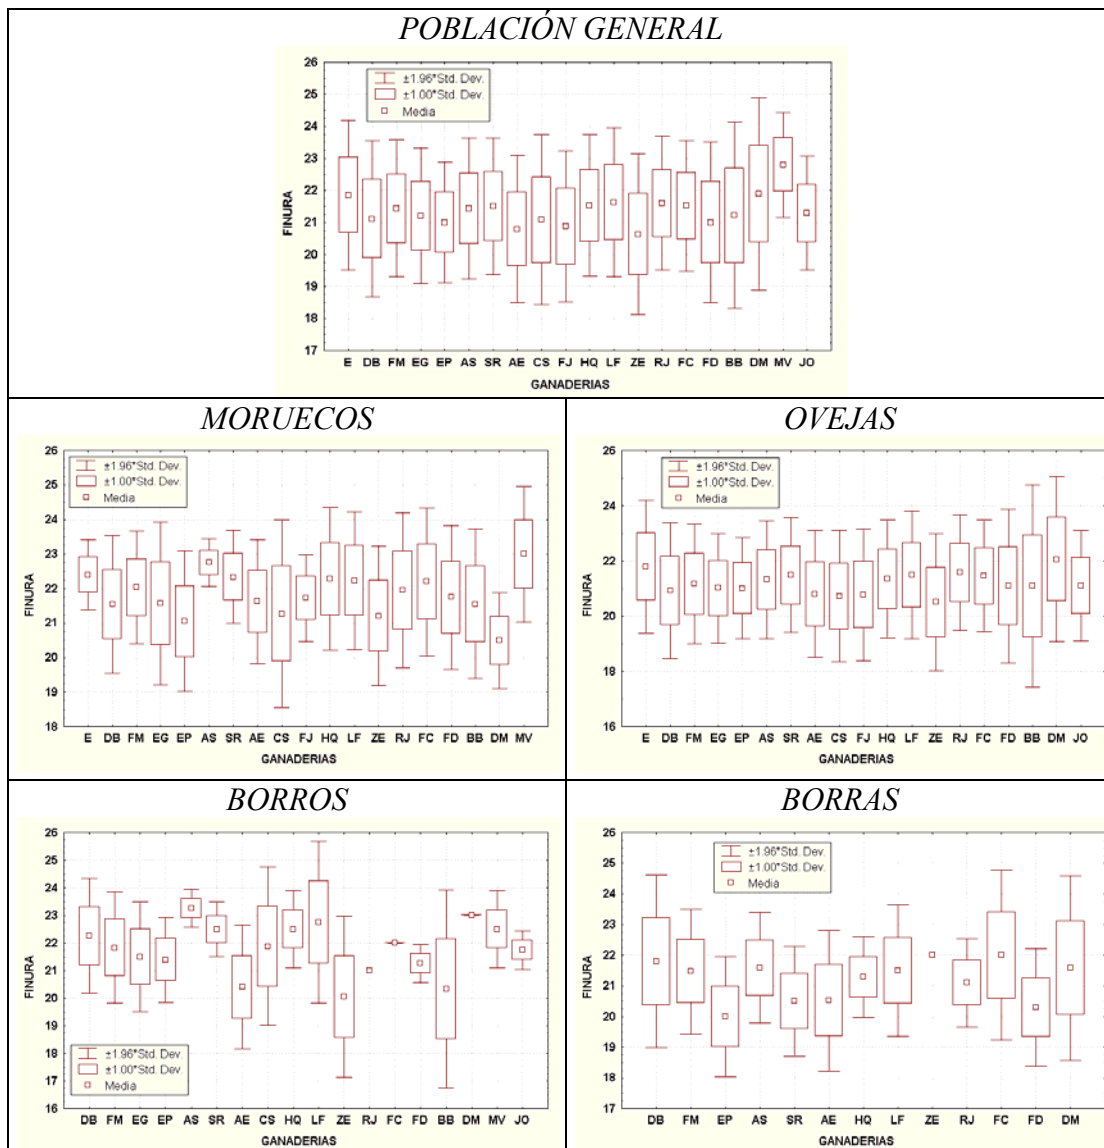 POBLACIÓN GENERAL
26
25
24
23
22
21
20
19
18
17
FINURA
±1.96*Std. Dev.
±1.00*Std. Dev.
Media
E DB FM EG EP AS SR AE CS FJ HQ LF ZE RJ FC FD BB DM MV JO
GANADERIAS
MORUECOS
26
25
24
23
22
21
20
19
18
FINURA
±1.96*Std. Dev.
±1.00*Std. Dev.
Media
E DB FM EG EP AS SR AE CS FJ HQ LF ZE RJ FC FD BB DM MV
GANADERIAS
OVEJAS
26
24
22
20
18
16
FINURA
±1.96*Std. Dev.
±1.00*Std. Dev.
Media
E DB FM EG EP AS SR AE CS FJ HQ LF ZE RJ FC FD BB DM JO
GANADERIAS
BORROS
26
25
24
23
22
21
20
19
18
17
16
FINURA
±1.96*Std. Dev.
±1.00*Std. Dev.
Media
DB FM EG EP AS SR AE CS HQ LF ZE RJ FC FD BB DM MV JO
GANADERIAS
BORRAS
26
25
24
23
22
21
20
19
18
17
FINURA
±1.96*Std. Dev.
±1.00*Std. Dev.
Media
DB FM EP AS SR AE HQ LF ZE RJ FC FD DM
GANADERIAS